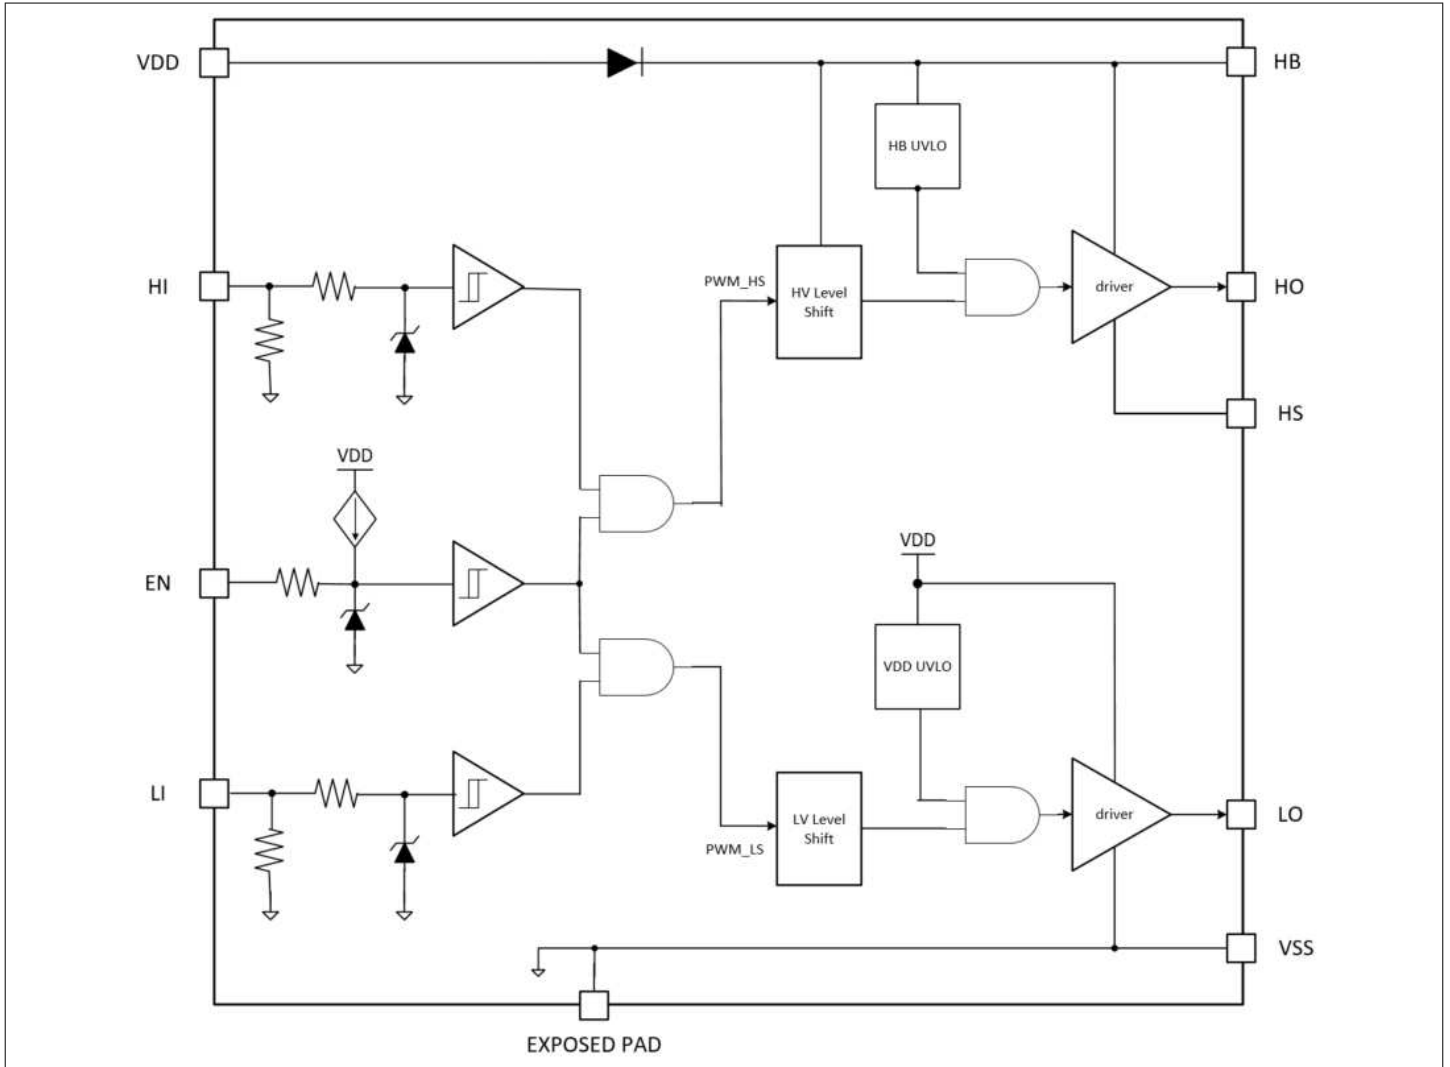 VDD
HB
HB UVLO
HI
PWM_HS
HV Level
Shift
driver
HO
HS
VDD
EN
VDD
VDD UVLO
LI
PWM_LS
LV Level
Shift
driver
LO
VSS
EXPOSED PAD